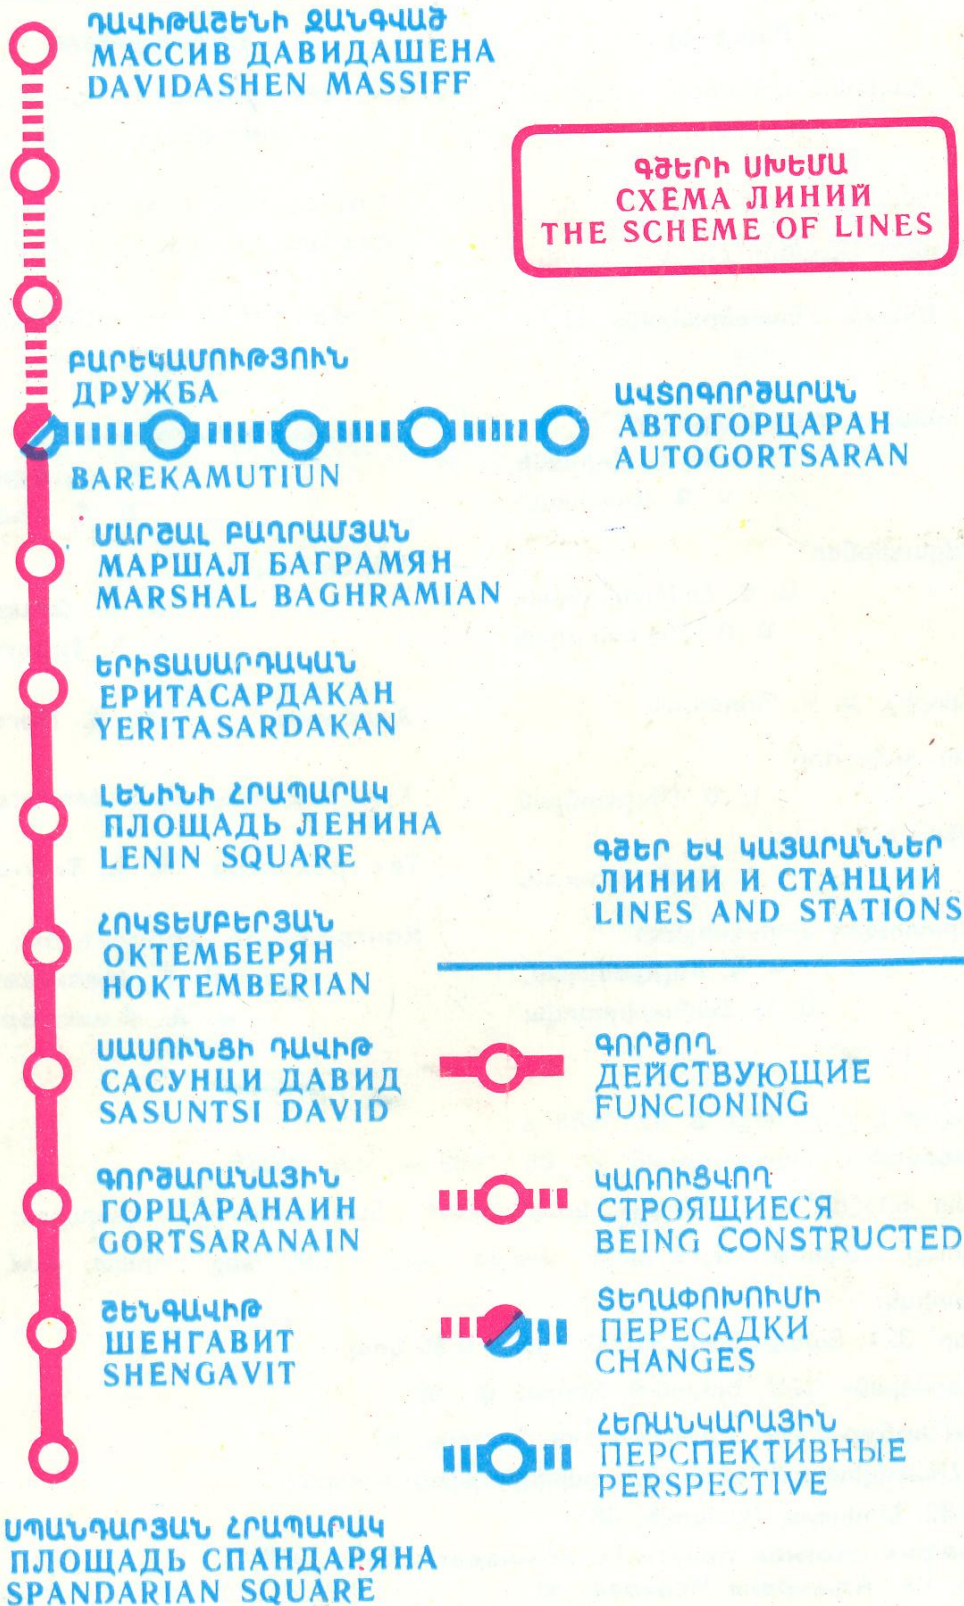 ԴԱՎԻԹԱՇԵՆԻ ԶԱՆԳՎԱԾ
МАССИВ ДАВИДАШЕНА
DAVIDASHEN MASSIFF
ԳԾԵՐԻ ՍԽԵՄԱ
СХЕМА ЛИНИЙ
THE SCHEME OF LINES
ԲԱՐԵԿԱՄՈՒԹՅՈՒՆ
ДРУЖБА
BAREKAMUTIUN
ԱՎՏՈԳՈՐԾԱՐԱՆ
АВТОГОРЦАРАН
AUTOGORTSARAN
ՄԱՐՇԱԼ ԲԱՂՐԱՄՅԱՆ
МАРШАЛ БАГРАМЯН
MARSHAL BAGHRAMIAN
ԵՐԻՏԱՍԱՐԴԱԿԱՆ
ЕРИТАСАРДАКАН
YERITASARDAKAN
ԼԵՆԻՆԻ ՀՐԱՊԱՐԱԿ
ПЛОЩАДЬ ЛЕНИНА
LENIN SQUARE
ՀՈԿՏԵՄԲԵՐՅԱՆ
ОКТЕМБЕРЯН
HOKTEMBERIAN
ՍԱՍՈՒՆՑԻ ԴԱՎԻԹ
САСУНЦИ ДАВИД
SASUNTSI DAVID
ԳՈՐԾԱՐԱՆԱՅԻՆ
ГОРЦАРАНАИН
GORTSARANAIN
ՇԵՆԳԱՎԻԹ
ШЕНГАВИТ
SHENGAVIT
ՍՊԱՆԴԱՐՅԱՆ ՀՐԱՊԱՐԱԿ
ПЛОЩАДЬ СПАНДАРЯНА
SPANDARIAN SQUARE
ԳԾԵՐ ԵՎ ԿԱՅԱՐԱՆՆԵՐ
ЛИНИИ И СТАНЦИИ
LINES AND STATIONS
ԳՈՐԾՈՂ
ДЕЙСТВУЮЩИЕ
FUNCIONING
ԿԱՌՈՒՑՎՈՂ
СТРОЯЩИЕСЯ
BEING CONSTRUCTED
ՏԵՂԱՓՈԽՈՒՄԻ
ПЕРЕСАДКИ
CHANGES
ՀԵՌԱՆԿԱՐԱՅԻՆ
ПЕРСПЕКТИВНЫЕ
PERSPECTIVE